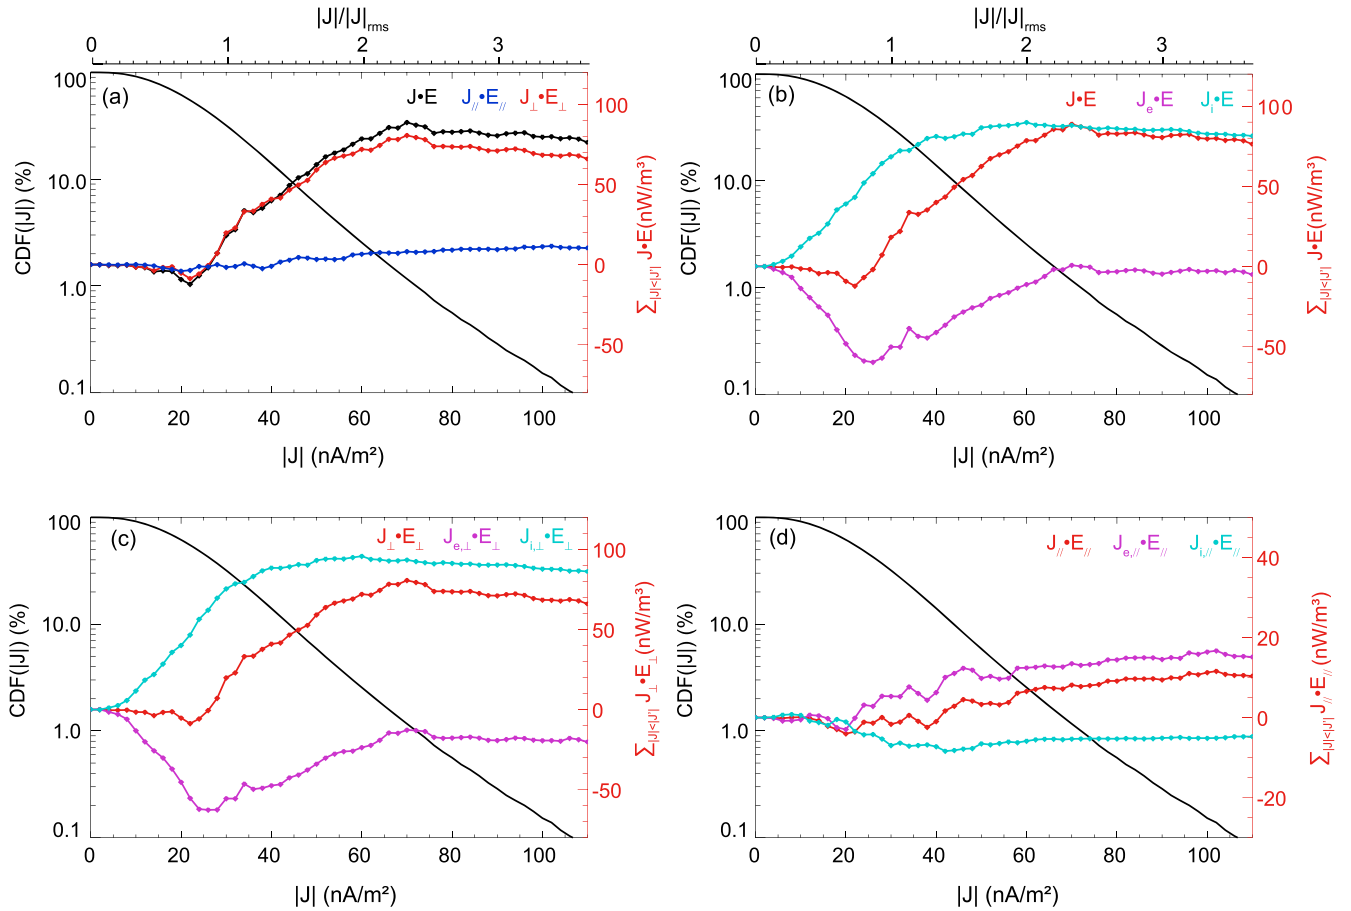 |J|/|J|rms
0 1 2 3
(a)
J•E J//•E// J⊥•E⊥
CDF(|J|) (%)
100
10.0
1.0
0.1
100
50
0
-50
Σ|J|<|J'| J•E(nW/m³)
0 20 40 60 80 100
|J| (nA/m²)
|J|/|J|rms
0 1 2 3
(b)
J•E Je•E Ji•E
CDF(|J|) (%)
100
10.0
1.0
0.1
100
50
0
-50
Σ|J|<|J'| J•E(nW/m³)
0 20 40 60 80 100
|J| (nA/m²)
(c)
J⊥•E⊥ Je,⊥•E⊥ Ji,⊥•E⊥
CDF(|J|) (%)
100
10.0
1.0
0.1
100
50
0
-50
Σ|J|<|J'| J⊥•E⊥(nW/m³)
0 20 40 60 80 100
|J| (nA/m²)
(d)
J//•E// Je,//•E// Ji,//•E//
CDF(|J|) (%)
100
10.0
1.0
0.1
40
20
0
-20
Σ|J|<|J'| J//•E// (nW/m³)
0 20 40 60 80 100
|J| (nA/m²)